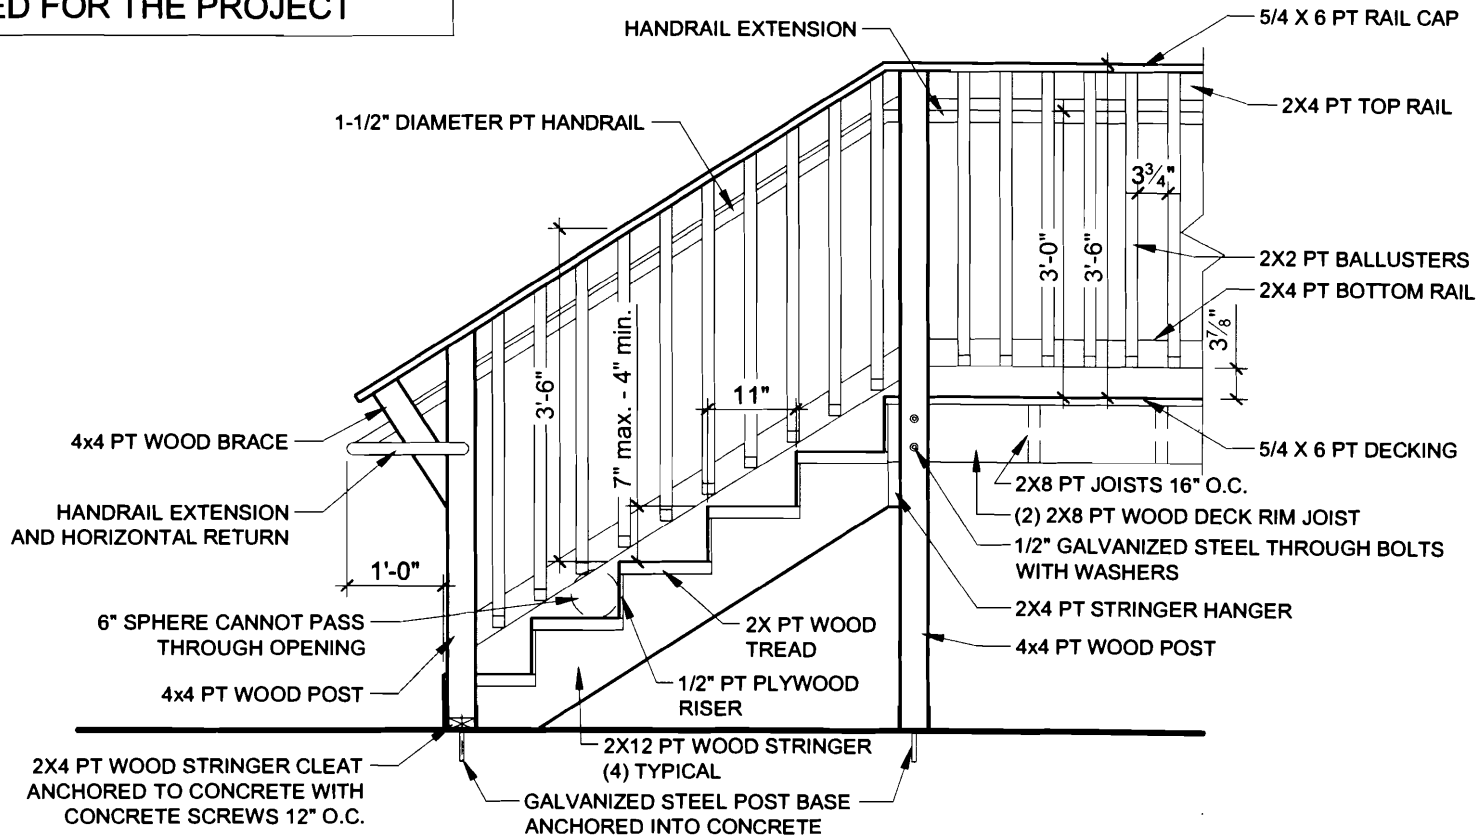 ED FOR THE PROJECT
HANDRAIL EXTENSION
5/4 X 6 PT RAIL CAP
1-1/2" DIAMETER PT HANDRAIL
2X4 PT TOP RAIL
3 3/4"
3'-0"
3'-6"
2X2 PT BALLUSTERS
2X4 PT BOTTOM RAIL
3 7/8"
7" max. - 4" min.
3'-6"
11"
4x4 PT WOOD BRACE
5/4 X 6 PT DECKING
2X8 PT JOISTS 16" O.C.
HANDRAIL EXTENSION
AND HORIZONTAL RETURN
(2) 2X8 PT WOOD DECK RIM JOIST
1/2" GALVANIZED STEEL THROUGH BOLTS
WITH WASHERS
1'-0"
2X4 PT STRINGER HANGER
6" SPHERE CANNOT PASS
THROUGH OPENING
2X PT WOOD
TREAD
4x4 PT WOOD POST
4x4 PT WOOD POST
1/2" PT PLYWOOD
RISER
2X12 PT WOOD STRINGER
(4) TYPICAL
2X4 PT WOOD STRINGER CLEAT
ANCHORED TO CONCRETE WITH
CONCRETE SCREWS 12" O.C.
GALVANIZED STEEL POST BASE
ANCHORED INTO CONCRETE